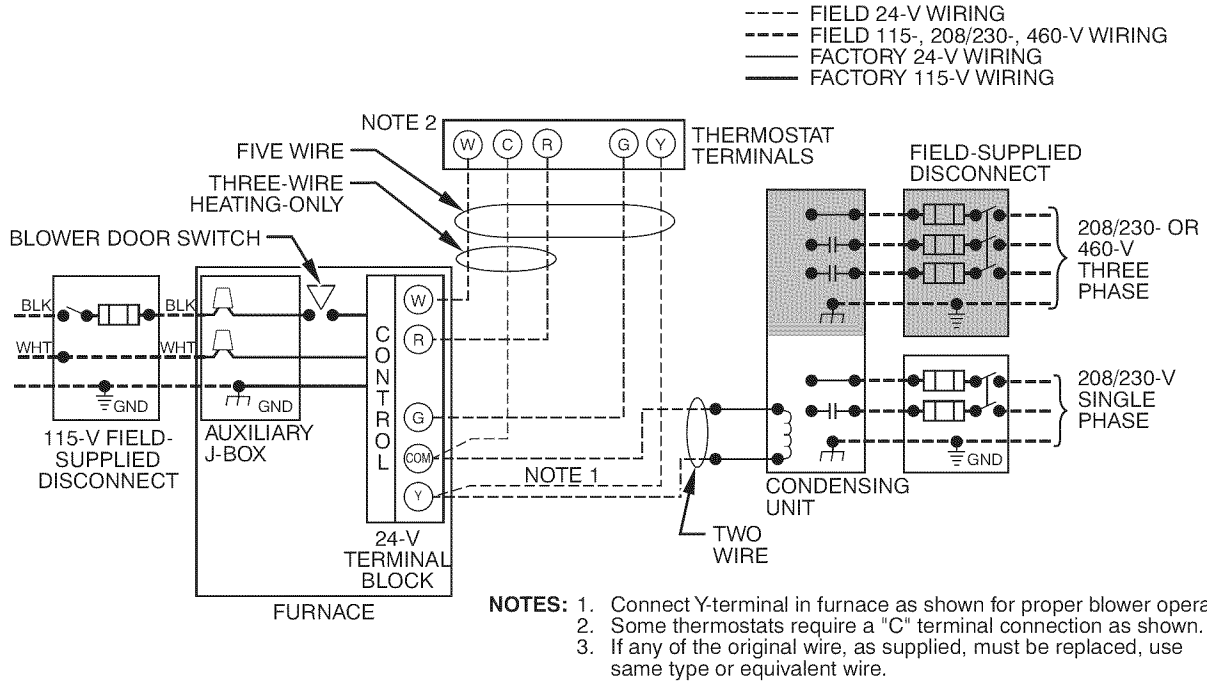 FIELD 24-V WIRING
FIELD 115-, 208/230-, 460-V WIRING
FACTORY 24-V WIRING
FACTORY 115-V WIRING
NOTE 2
W C R G Y
THERMOSTAT
TERMINALS
FIVE WIRE
THREE-WIRE
HEATING-ONLY
BLOWER DOOR SWITCH
FIELD-SUPPLIED
DISCONNECT
208/230- OR
460-V
THREE
PHASE
BLK
BLK
WHT
WHT
GND
GND
CONTROL
W
R
G
COM
Y
NOTE 1
115-V FIELD-
SUPPLIED
DISCONNECT
AUXILIARY
J-BOX
24-V
TERMINAL
BLOCK
FURNACE
TWO
WIRE
CONDENSING
UNIT
GND
208/230-V
SINGLE
PHASE
NOTES: 1. Connect Y-terminal in furnace as shown for proper blower opera
2. Some thermostats require a "C" terminal connection as shown.
3. If any of the original wire, as supplied, must be replaced, use
same type or equivalent wire.